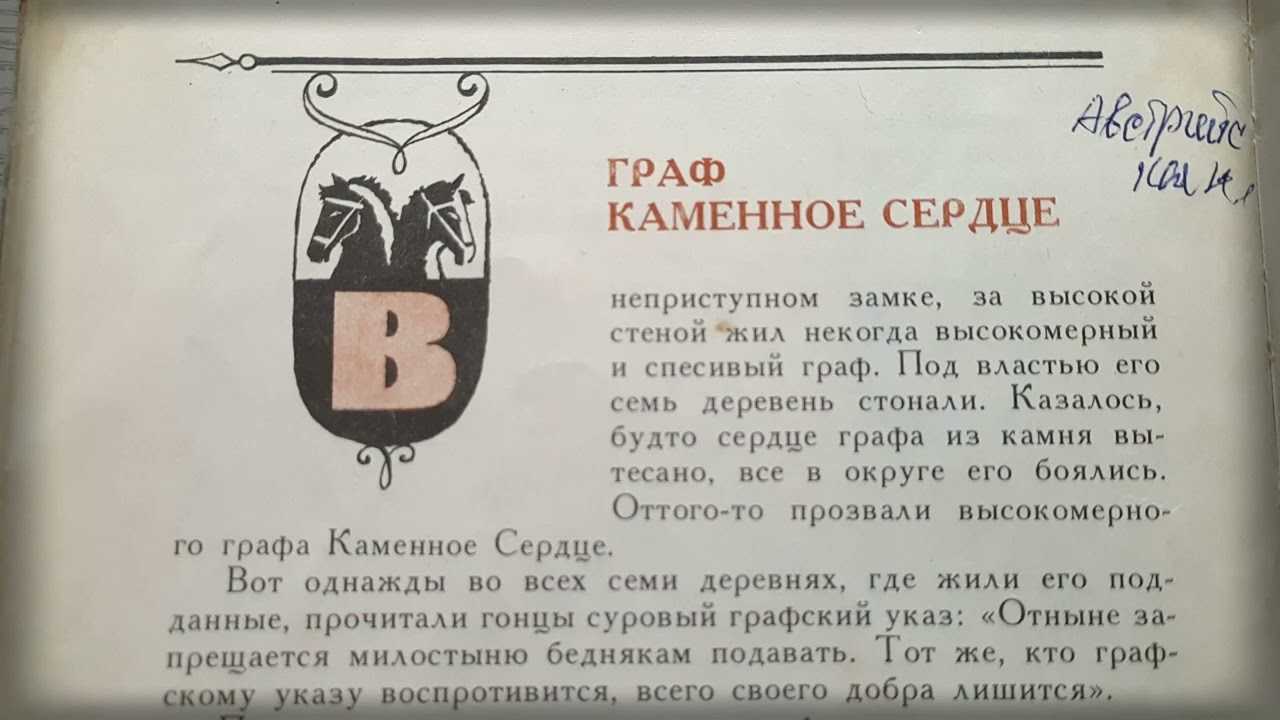 Австрийс
кая н.
ГРАФ
КАМЕННОЕ СЕРДЦЕ
В
неприступном замке, за высокой
стеной жил некогда высокомерный
и спесивый граф. Под властью его
семь деревень стонали. Казалось,
будто сердце графа из камня вы-
тесано, все в округе его боялись.
Оттого-то прозвали высокомерно-
го графа Каменное Сердце.
Вот однажды во всех семи деревнях, где жили его под-
данные, прочитали гонцы суровый графский указ: «Отныне за-
прещается милостыню беднякам подавать. Тот же, кто граф-
скому указу воспротивится, всего своего добра лишится».